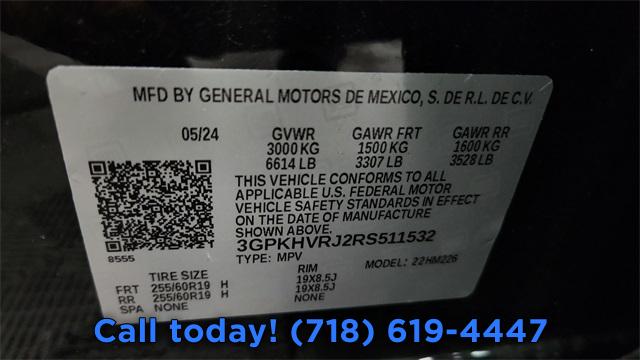 MFD BY GENERAL MOTORS DE MEXICO, S. DE R.L. DE C.V.
05/24 GVWR GAWR FRT GAWR RR
3000 KG 1500 KG 1600 KG
6614 LB 3307 LB 3528 LB
THIS VEHICLE CONFORMS TO ALL
APPLICABLE U.S. FEDERAL MOTOR
VEHICLE SAFETY STANDARDS IN EFFECT
ON THE DATE OF MANUFACTURE
SHOWN ABOVE.
3GPKHVRJ2RS511532
8555 TYPE: MPV MODEL: 22HM226
TIRE SIZE RIM
FRT 255/60R19 H 19X8.5J
RR 255/60R19 H 19X8.5J
SPA NONE NONE
Call today! (718) 619-4447